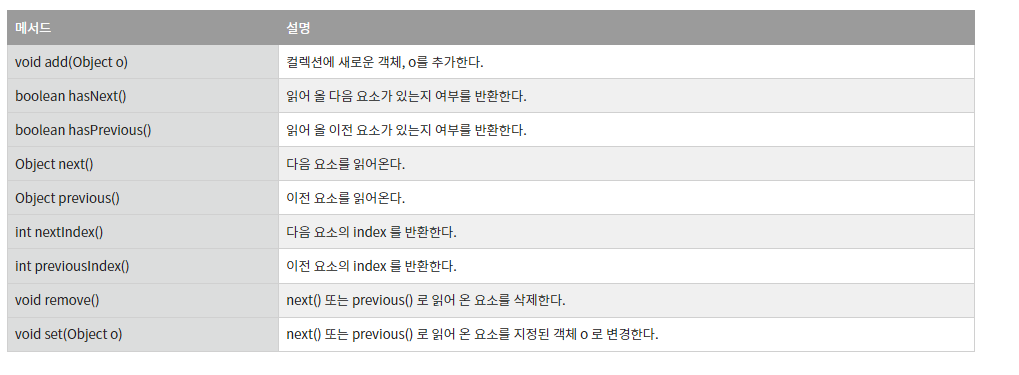 메서드 설명
void add(Object o) 컬렉션에 새로운 객체, o를 추가한다.
boolean hasNext() 읽어 올 다음 요소가 있는지 여부를 반환한다.
boolean hasPrevious() 읽어 올 이전 요소가 있는지 여부를 반환한다.
Object next() 다음 요소를 읽어온다.
Object previous() 이전 요소를 읽어온다.
int nextIndex() 다음 요소의 index 를 반환한다.
int previousIndex() 이전 요소의 index 를 반환한다.
void remove() next() 또는 previous() 로 읽어 온 요소를 삭제한다.
void set(Object o) next() 또는 previous() 로 읽어 온 요소를 지정된 객체 o 로 변경한다.